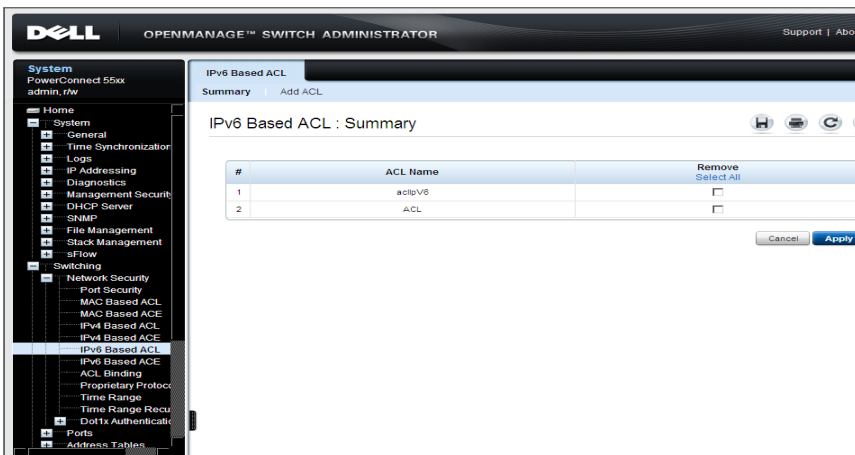 DELL
OPENMANAGE™ SWITCH ADMINISTRATOR
Support | Abo
System
PowerConnect 55xx
admin, r/w
Home
System
General
Time Synchronization
Logs
IP Addressing
Diagnostics
Management Securit
DHCP Server
SNMP
File Management
Stack Management
sFlow
Switching
Network Security
Port Security
MAC Based ACL
MAC Based ACE
IPv4 Based ACL
IPv4 Based ACE
IPv6 Based ACL
IPv6 Based ACE
ACL Binding
Proprietary Protoco
Time Range
Time Range Recu
Dot1x Authenticatio
Ports
Address Tables
IPv6 Based ACL
Summary | Add ACL
IPv6 Based ACL : Summary
# ACL Name Remove
Select All
1 aclIpV6
2 ACL
Cancel Apply